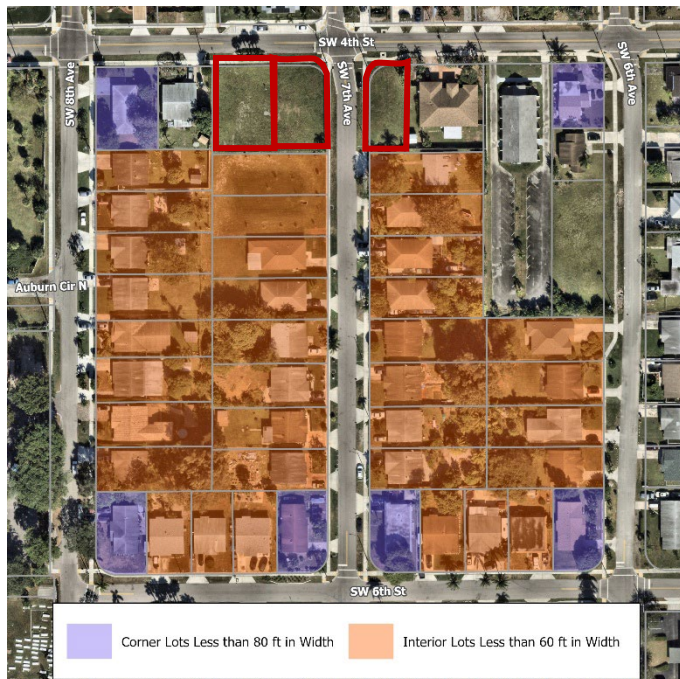 SW 4th St
SW 8th Ave
SW 7th Ave
SW 6th Ave
Auburn Cir N
SW 6th St
Corner Lots Less than 80 ft in Width
Interior Lots Less than 60 ft in Width